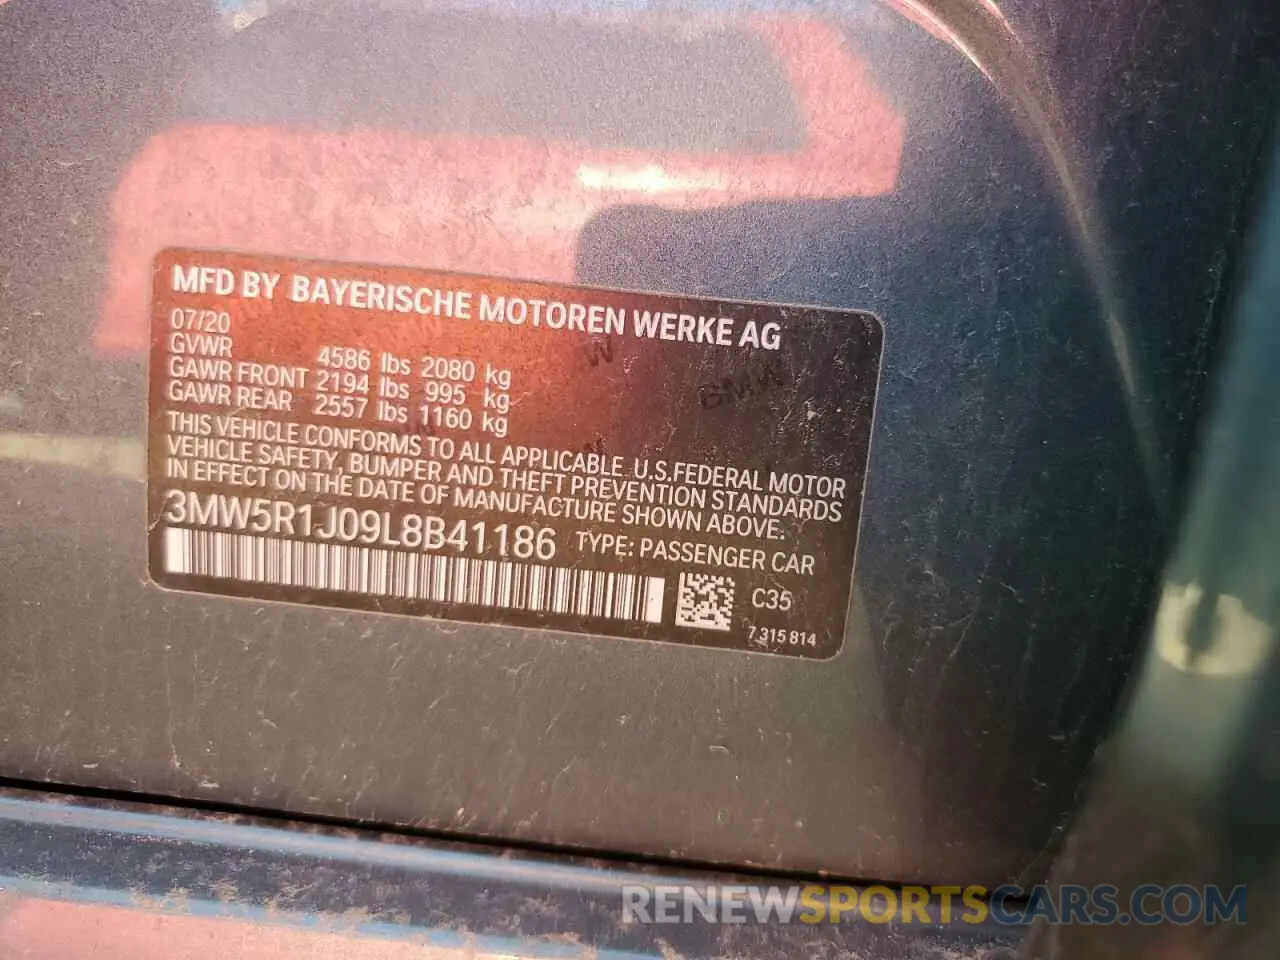 MFD BY BAYERISCHE MOTOREN WERKE AG
07/20
GVWR 4586 lbs 2080 kg
GAWR FRONT 2194 lbs 995 kg
GAWR REAR 2557 lbs 1160 kg
THIS VEHICLE CONFORMS TO ALL APPLICABLE U.S.FEDERAL MOTOR
VEHICLE SAFETY, BUMPER AND THEFT PREVENTION STANDARDS
IN EFFECT ON THE DATE OF MANUFACTURE SHOWN ABOVE:
3MW5R1J09L8B41186 TYPE: PASSENGER CAR
C35
7 315 814
BMW
RENEWSPORTSCARS.COM